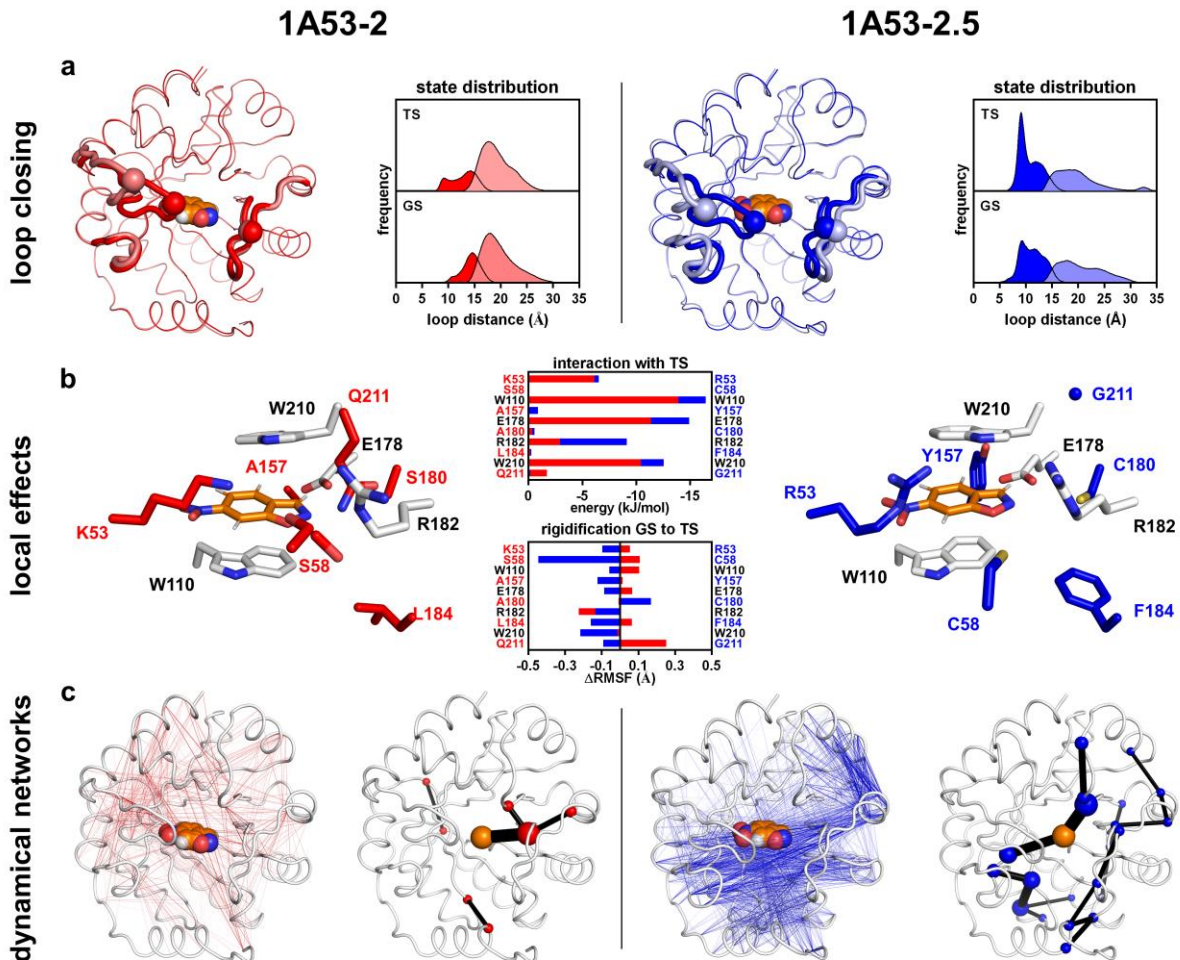 1A53-2
1A53-2.5
loop closing
a
state distribution
TS
GS
frequency
0 5 10 15 20 25 30 35
loop distance (Å)
state distribution
TS
GS
frequency
0 5 10 15 20 25 30 35
loop distance (Å)
local effects
b
W210
Q211
E178
A157
S180
K53
R182
S58
W110
L184
interaction with TS
K53 R53
S58 C58
W110 W110
A157 Y157
E178 E178
A180 C180
R182 R182
L184 F184
W210 W210
Q211 G211
0 -5 -10 -15
energy (kJ/mol)
rigidification GS to TS
K53 R53
S58 C58
W110 W110
A157 Y157
E178 E178
A180 C180
R182 R182
L184 F184
W210 W210
Q211 G211
-0.5 -0.3 -0.1 0.1 0.3 0.5
ΔRMSF (Å)
G211
W210
E178
Y157
C180
R53
R182
W110
C58
F184
dynamical networks
c